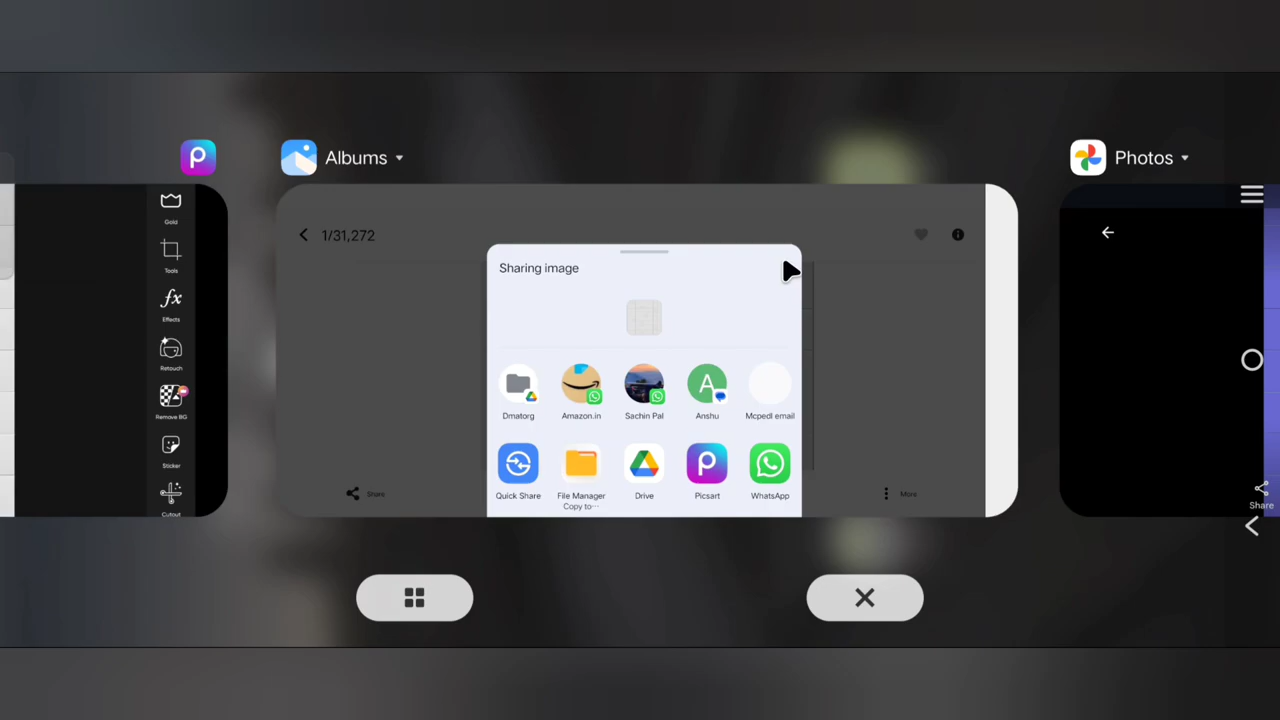 Albums
Photos
Gold
Tools
Effects
Retouch
Remove BG
Sticker
Cutout
1/31,272
Sharing image
Dmatorg
Amazon.in
Sachin Pal
A
Anshu
Mcpedl email
Quick Share
File Manager
Copy to...
Drive
Picsart
WhatsApp
Share
More
Share